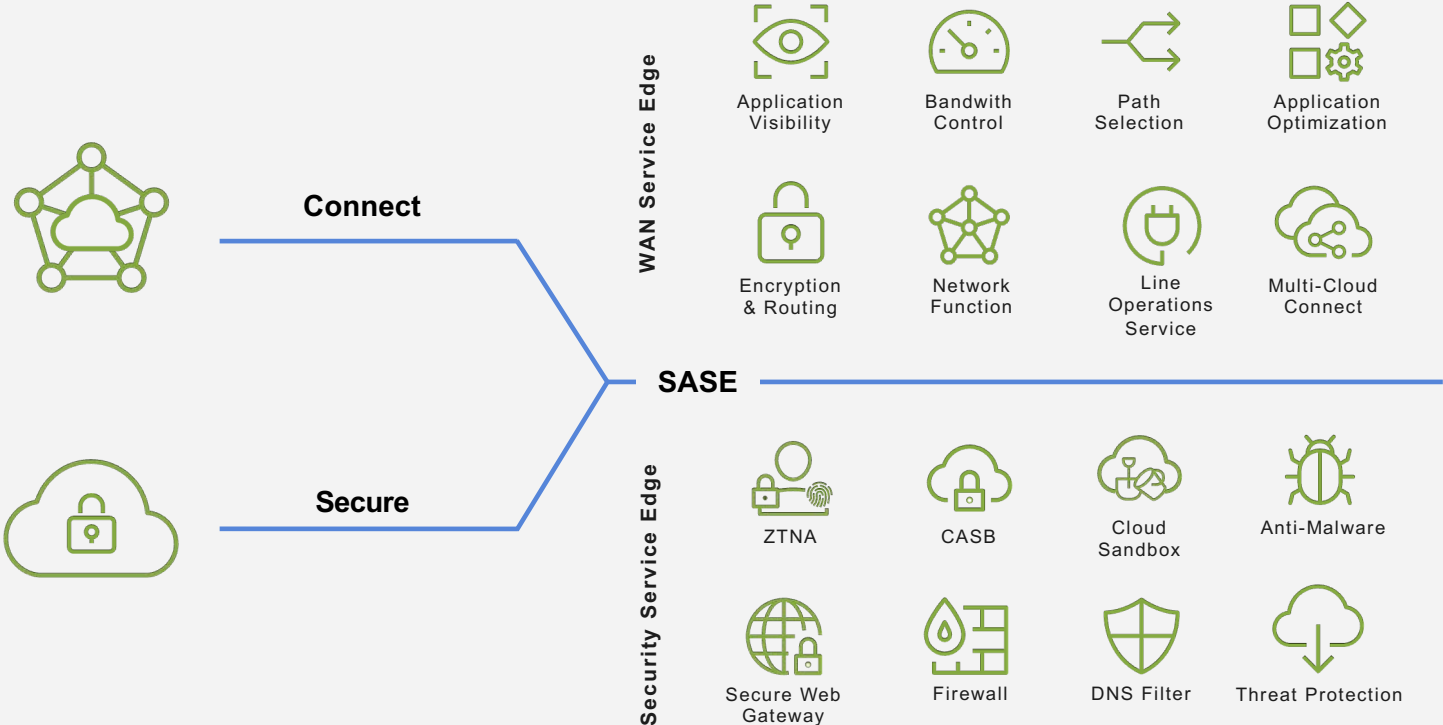 Connect
Secure
SASE
WAN Service Edge
Application
Visibility
Bandwith
Control
Path
Selection
Application
Optimization
Encryption
& Routing
Network
Function
Line
Operations
Service
Multi-Cloud
Connect
Security Service Edge
ZTNA
CASB
Cloud
Sandbox
Anti-Malware
Secure Web
Gateway
Firewall
DNS Filter
Threat Protection